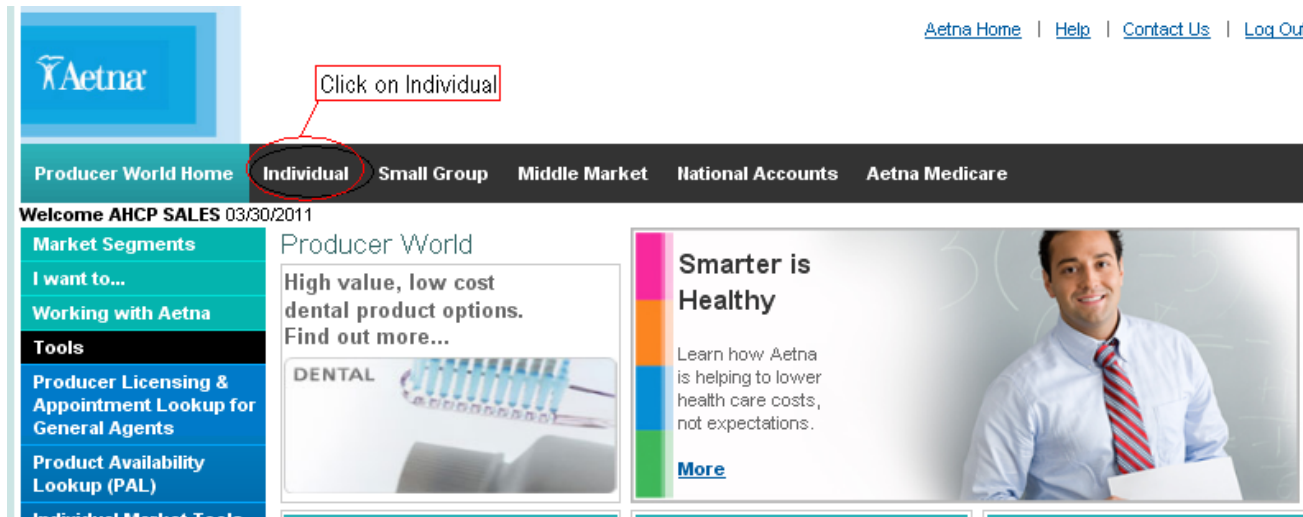 Aetna Home | Help | Contact Us | Log Out
Aetna
Click on Individual
Producer World Home Individual Small Group Middle Market National Accounts Aetna Medicare
Welcome AHCP SALES 03/30/2011
Market Segments
I want to...
Working with Aetna
Tools
Producer Licensing &
Appointment Lookup for
General Agents
Product Availability
Lookup (PAL)
Individual Market Tools
Producer World
High value, low cost
dental product options.
Find out more...
DENTAL
Smarter is
Healthy
Learn how Aetna
is helping to lower
health care costs,
not expectations.
More